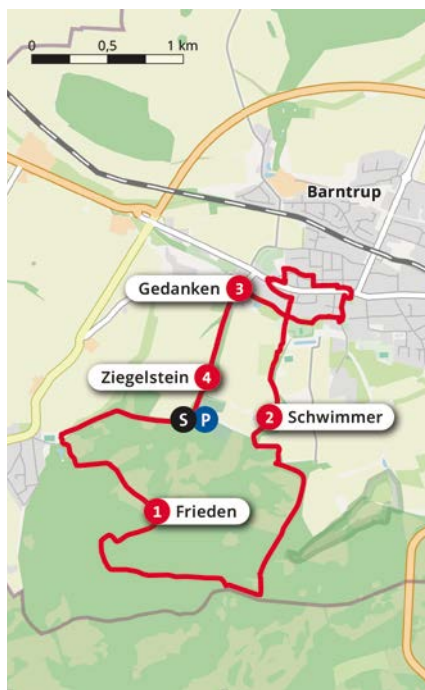 0 0,5 1 km
Barntrup
Gedanken 3
Ziegelstein 4
S P 2 Schwimmer
1 Frieden